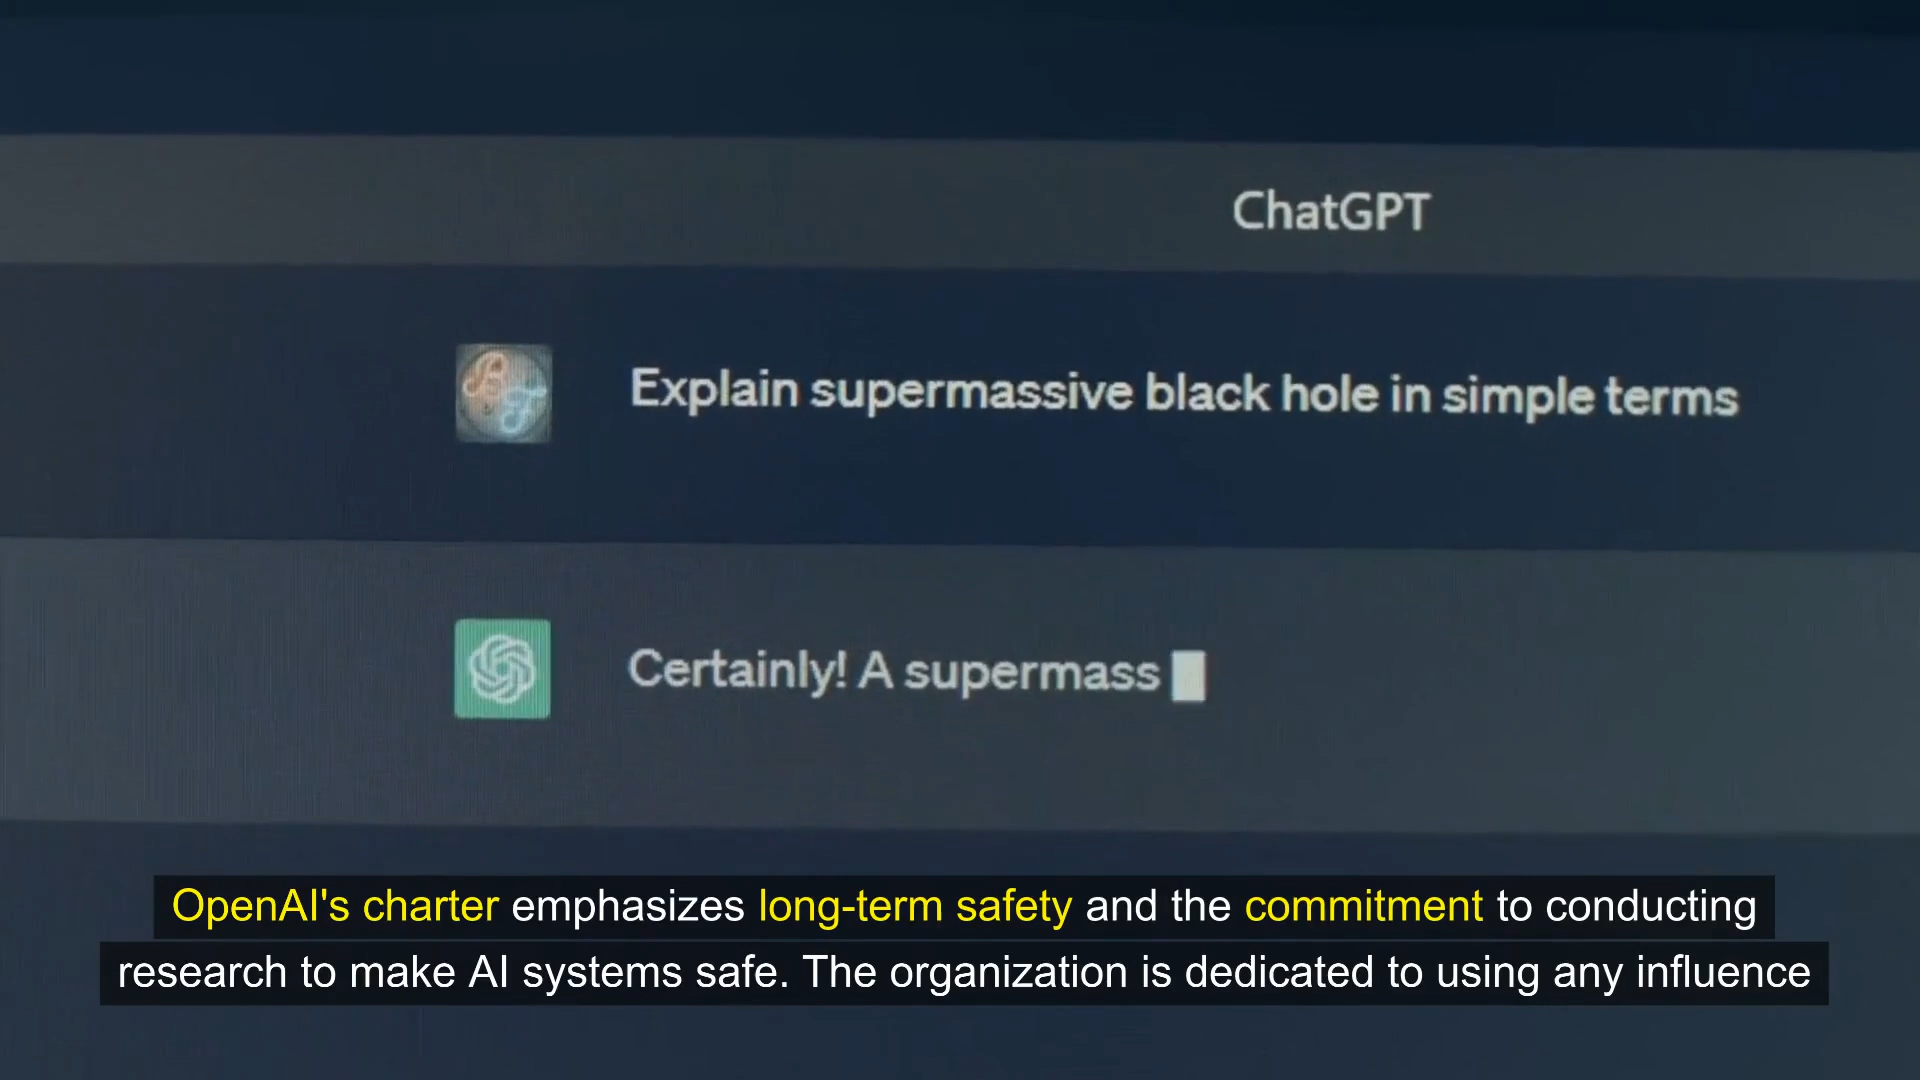 ChatGPT
Explain supermassive black hole in simple terms
Certainly! A supermass
OpenAI's charter emphasizes long-term safety and the commitment to conducting
research to make AI systems safe. The organization is dedicated to using any influence